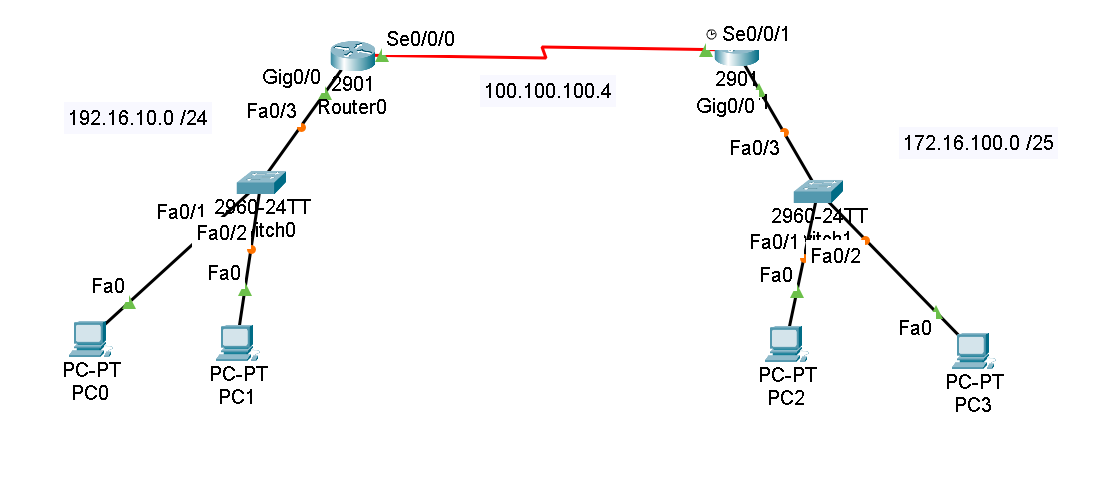 Se0/0/0
Se0/0/1
Gig0/0
2901
Router0
100.100.100.4
2901
Gig0/0
192.16.10.0 /24
Fa0/3
Fa0/3
172.16.100.0 /25
Fa0/1
2960-24TT
Fa0/2
itch0
2960-24TT
Fa0/1
Fa0/2
Fa0
Fa0
Fa0
Fa0
PC-PT
PC0
PC-PT
PC1
PC-PT
PC2
PC-PT
PC3